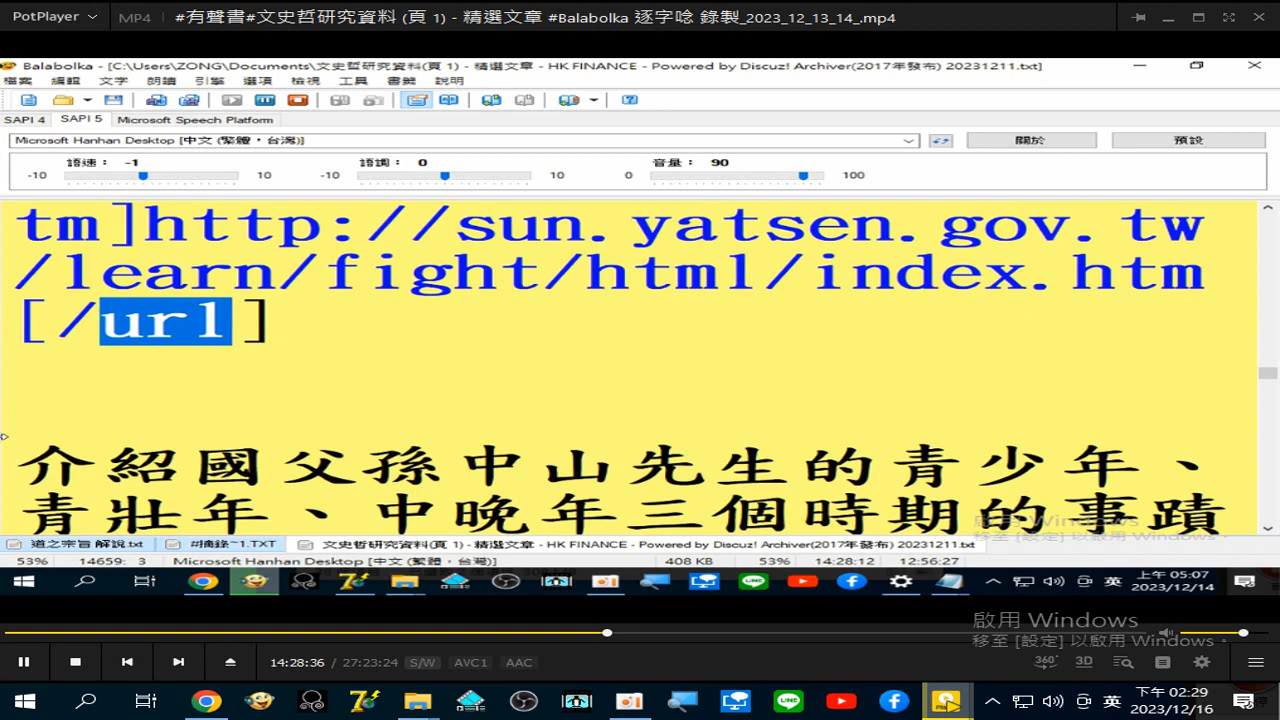 PotPlayer MP4 #有聲書#文史哲研究資料 (頁 1) - 精選文章 #Balabolka 逐字唸 錄製_2023_12_13_14_.mp4
Balabolka - [C:\Users\ZONG\Documents\文史哲研究資料(頁 1) - 精選文章 - HK FINANCE - Powered by Discuz! Archiver(2017年發布) 20231211.txt]
檔案 編輯 文字 朗讀 引擎 選項 檢視 工具 書籤 說明
SAPI 4 SAPI 5 Microsoft Speech Platform
Microsoft Hanhan Desktop [中文 (繁體，台灣)]
關於 預設
語速： -1 語調： 0 音量： 90
-10 10 -10 10 0 100
tm]http://sun.yatsen.gov.tw
/learn/fight/html/index.htm
[/url]
介紹國父孫中山先生的青少年、
青壯年、中晚年三個時期的事蹟
道之宗旨 解說.txt #摘錄~1.TXT 文史哲研究資料(頁 1) - 精選文章 - HK FINANCE - Powered by Discuz! Archiver(2017年發布) 20231211.txt
53% 14659: 3 Microsoft Hanhan Desktop [中文 (繁體，台灣)] 408 KB 53% 14:28:12 12:56:27
英 上午 05:07
2023/12/14
啟用 Windows
移至 [設定] 以啟用 Windows。
14:28:36 / 27:23:24 S/W AVC1 AAC 360° 3D
英 下午 02:29
2023/12/16